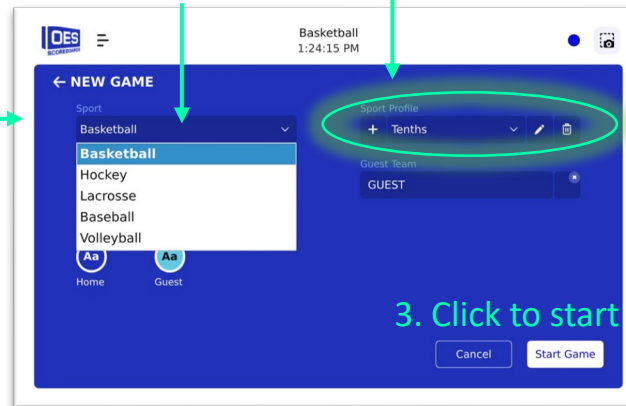 OES
SCOREBOARDS
Basketball
1:24:15 PM
← NEW GAME
Sport
Basketball
Basketball
Hockey
Lacrosse
Baseball
Volleyball
Sport Profile
+ Tenths
Guest Team
GUEST
Aa
Aa
Home
Guest
3. Click to start
Cancel
Start Game